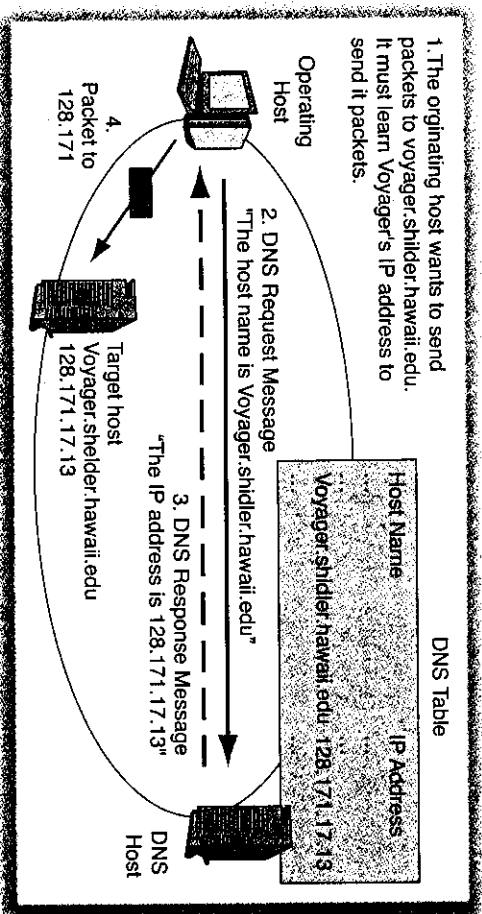 1. The orginating host wants to send
packets to voyager.shilder.hawaii.edu.
It must learn Voyager's IP address to
send it packets.
DNS Table
Host Name IP Address
Voyager.shidler.hawaii.edu 128.171.17.13
Operating
Host
2. DNS Request Message
"The host name is Voyager.shidler.hawaii.edu"
3. DNS Response Message
"The IP address is 128.171.17.13"
DNS
Host
4.
Packet to
128.171
Target host
Voyager.shelder.hawaii.edu
128.171.17.13